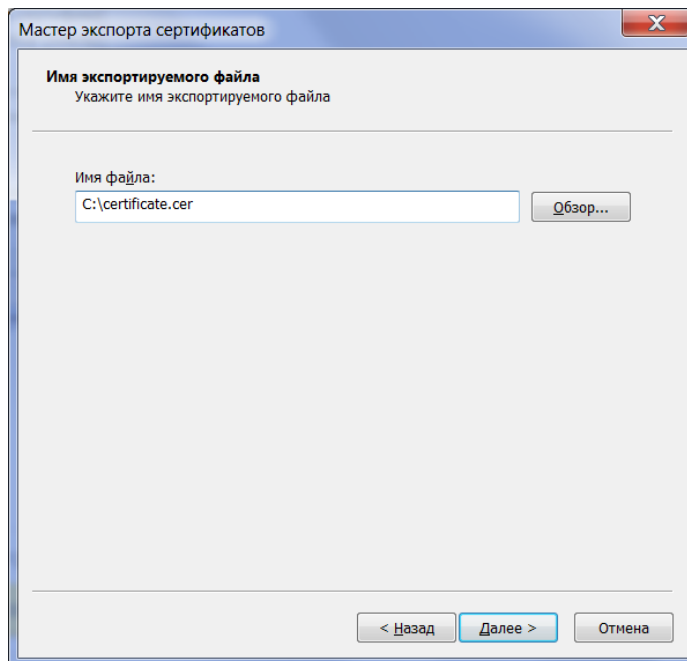 Мастер экспорта сертификатов
Имя экспортируемого файла
Укажите имя экспортируемого файла
Имя файла:
C:\certificate.cer
Обзор...
< Назад
Далее >
Отмена